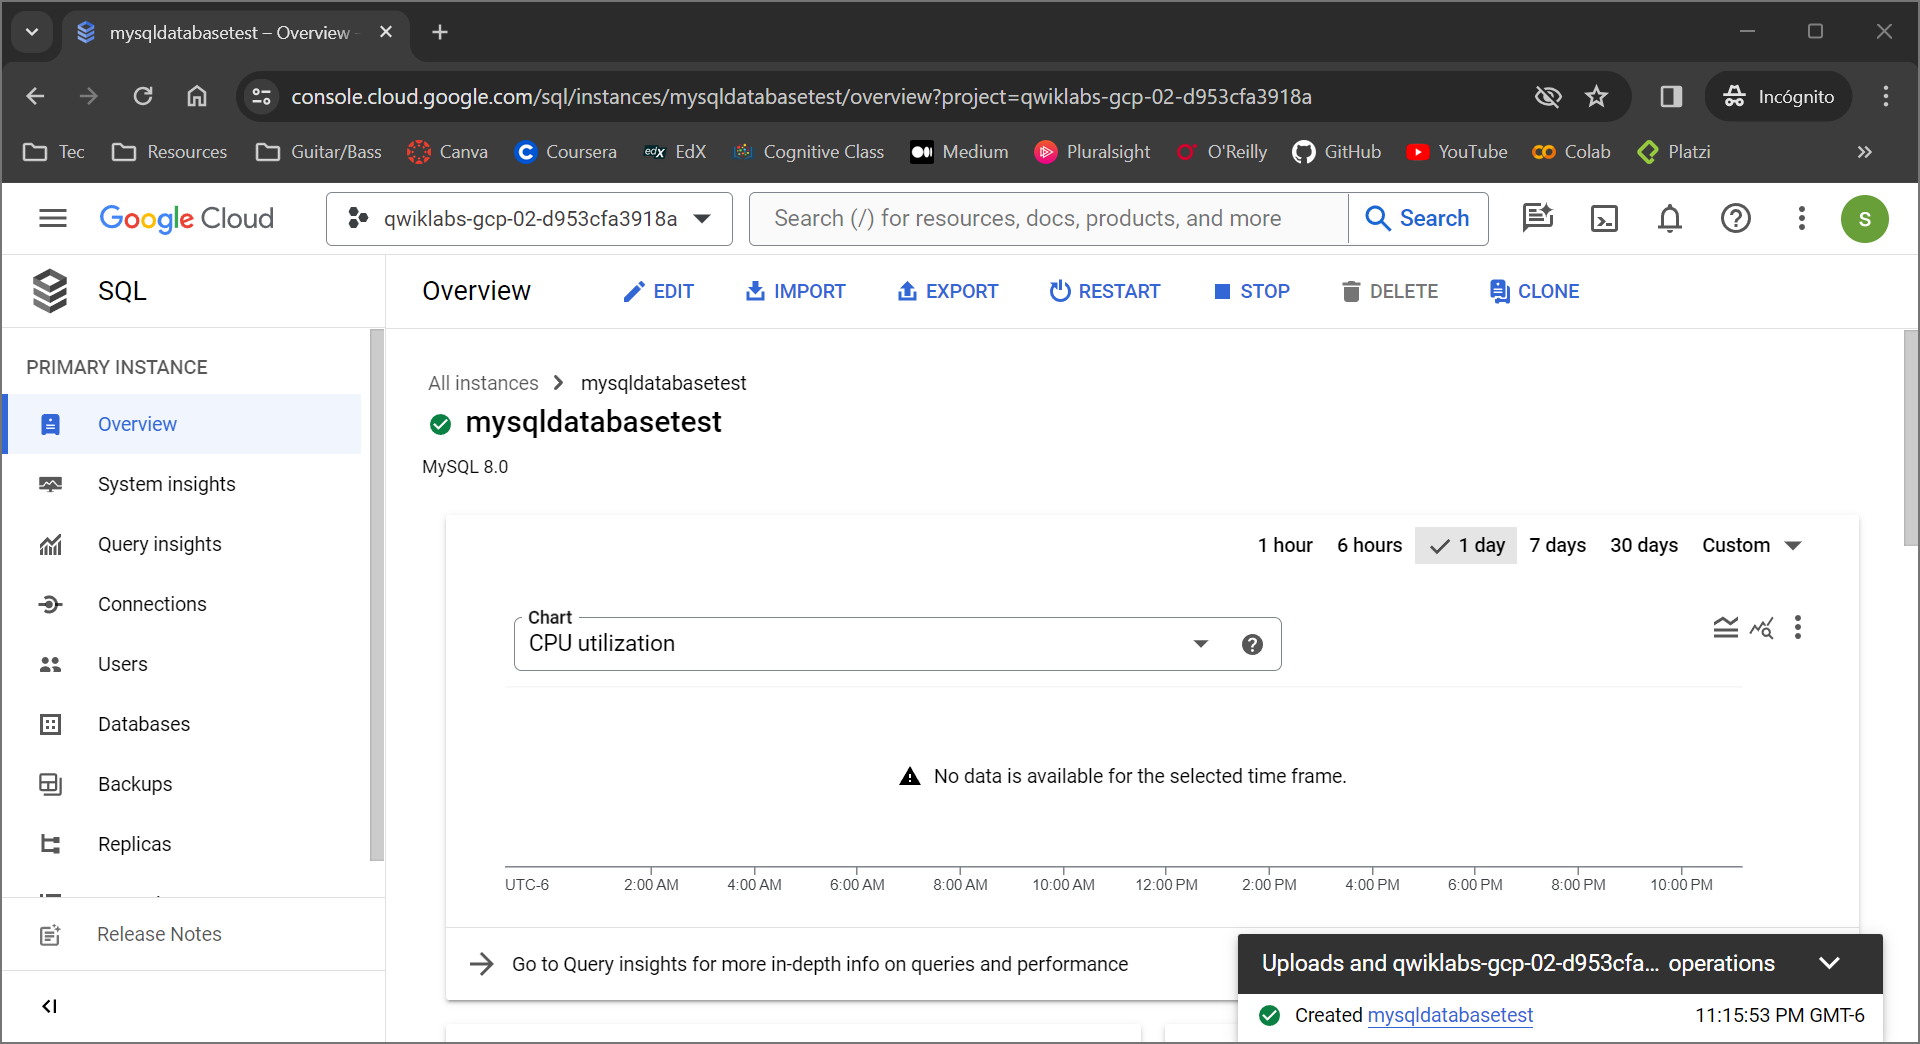 mysqldatabasetest – Overview
console.cloud.google.com/sql/instances/mysqldatabasetest/overview?project=qwiklabs-gcp-02-d953cfa3918a
Incógnito
Tec
Resources
Guitar/Bass
Canva
Coursera
edX EdX
Cognitive Class
Medium
Pluralsight
O'Reilly
GitHub
YouTube
Colab
Platzi
Google Cloud
qwiklabs-gcp-02-d953cfa3918a
Search (/) for resources, docs, products, and more
Search
S
SQL
Overview
EDIT
IMPORT
EXPORT
RESTART
STOP
DELETE
CLONE
PRIMARY INSTANCE
Overview
System insights
Query insights
Connections
Users
Databases
Backups
Replicas
Release Notes
All instances > mysqldatabasetest
mysqldatabasetest
MySQL 8.0
1 hour
6 hours
1 day
7 days
30 days
Custom
Chart
CPU utilization
No data is available for the selected time frame.
UTC-6
2:00 AM
4:00 AM
6:00 AM
8:00 AM
10:00 AM
12:00 PM
2:00 PM
4:00 PM
6:00 PM
8:00 PM
10:00 PM
Go to Query insights for more in-depth info on queries and performance
Uploads and qwiklabs-gcp-02-d953cfa... operations
Created mysqldatabasetest
11:15:53 PM GMT-6